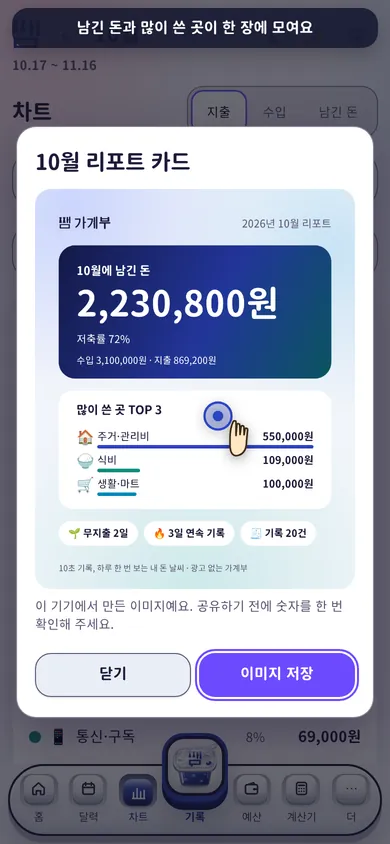 남긴 돈과 많이 쓴 곳이 한 장에 모여요
10.17 ~ 11.16
차트
지출 수입 남긴 돈
10월 리포트 카드
쨈 가계부 2026년 10월 리포트
10월에 남긴 돈
2,230,800원
저축률 72%
수입 3,100,000원 · 지출 869,200원
많이 쓴 곳 TOP 3
주거·관리비 550,000원
식비 109,000원
생활·마트 100,000원
무지출 2일 3일 연속 기록 기록 20건
10초 기록, 하루 한 번 보는 내 돈 날씨 · 광고 없는 가계부
이 기기에서 만든 이미지예요. 공유하기 전에 숫자를 한 번
확인해 주세요.
닫기 이미지 저장
통신·구독 8% 69,000원
홈 달력 차트 기록 예산 계산기 더